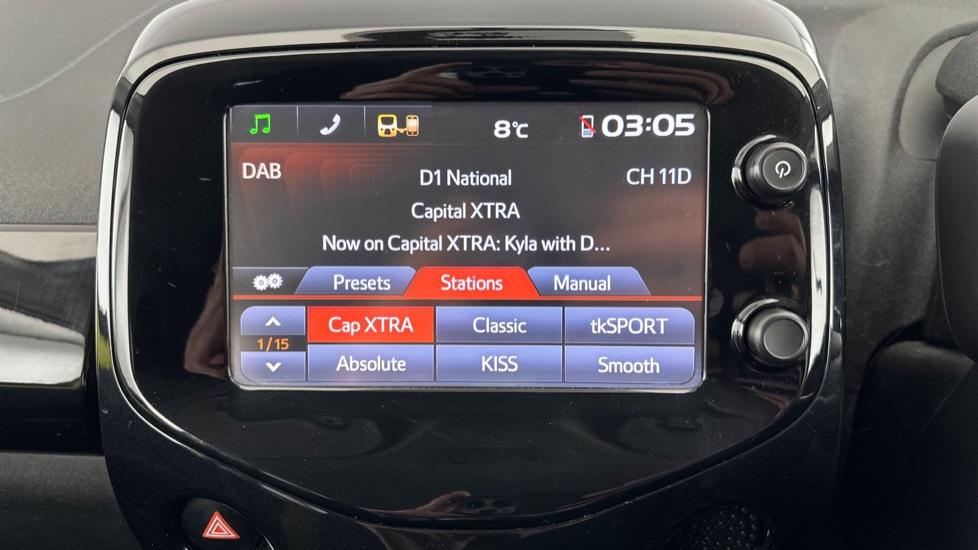 8°C 03:05
DAB D1 National CH 11D
Capital XTRA
Now on Capital XTRA: Kyla with D...
Presets Stations Manual
Cap XTRA Classic tkSPORT
1/15
Absolute KISS Smooth